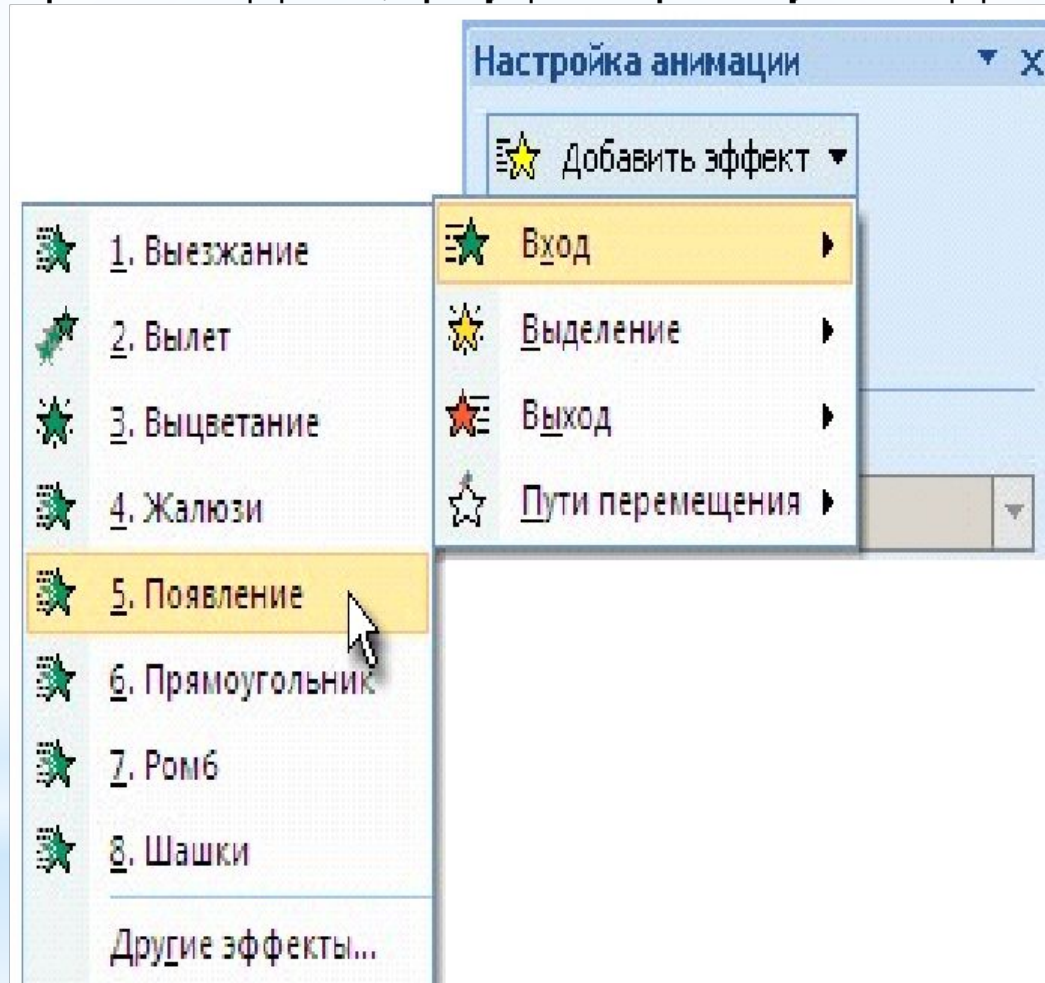 Настройка анимации
Добавить эффект
Вход
Выделение
Выход
Пути перемещения
1. Выезжание
2. Вылет
3. Выцветание
4. Жалюзи
5. Появление
6. Прямоугольник
7. Ромб
8. Шашки
Другие эффекты...